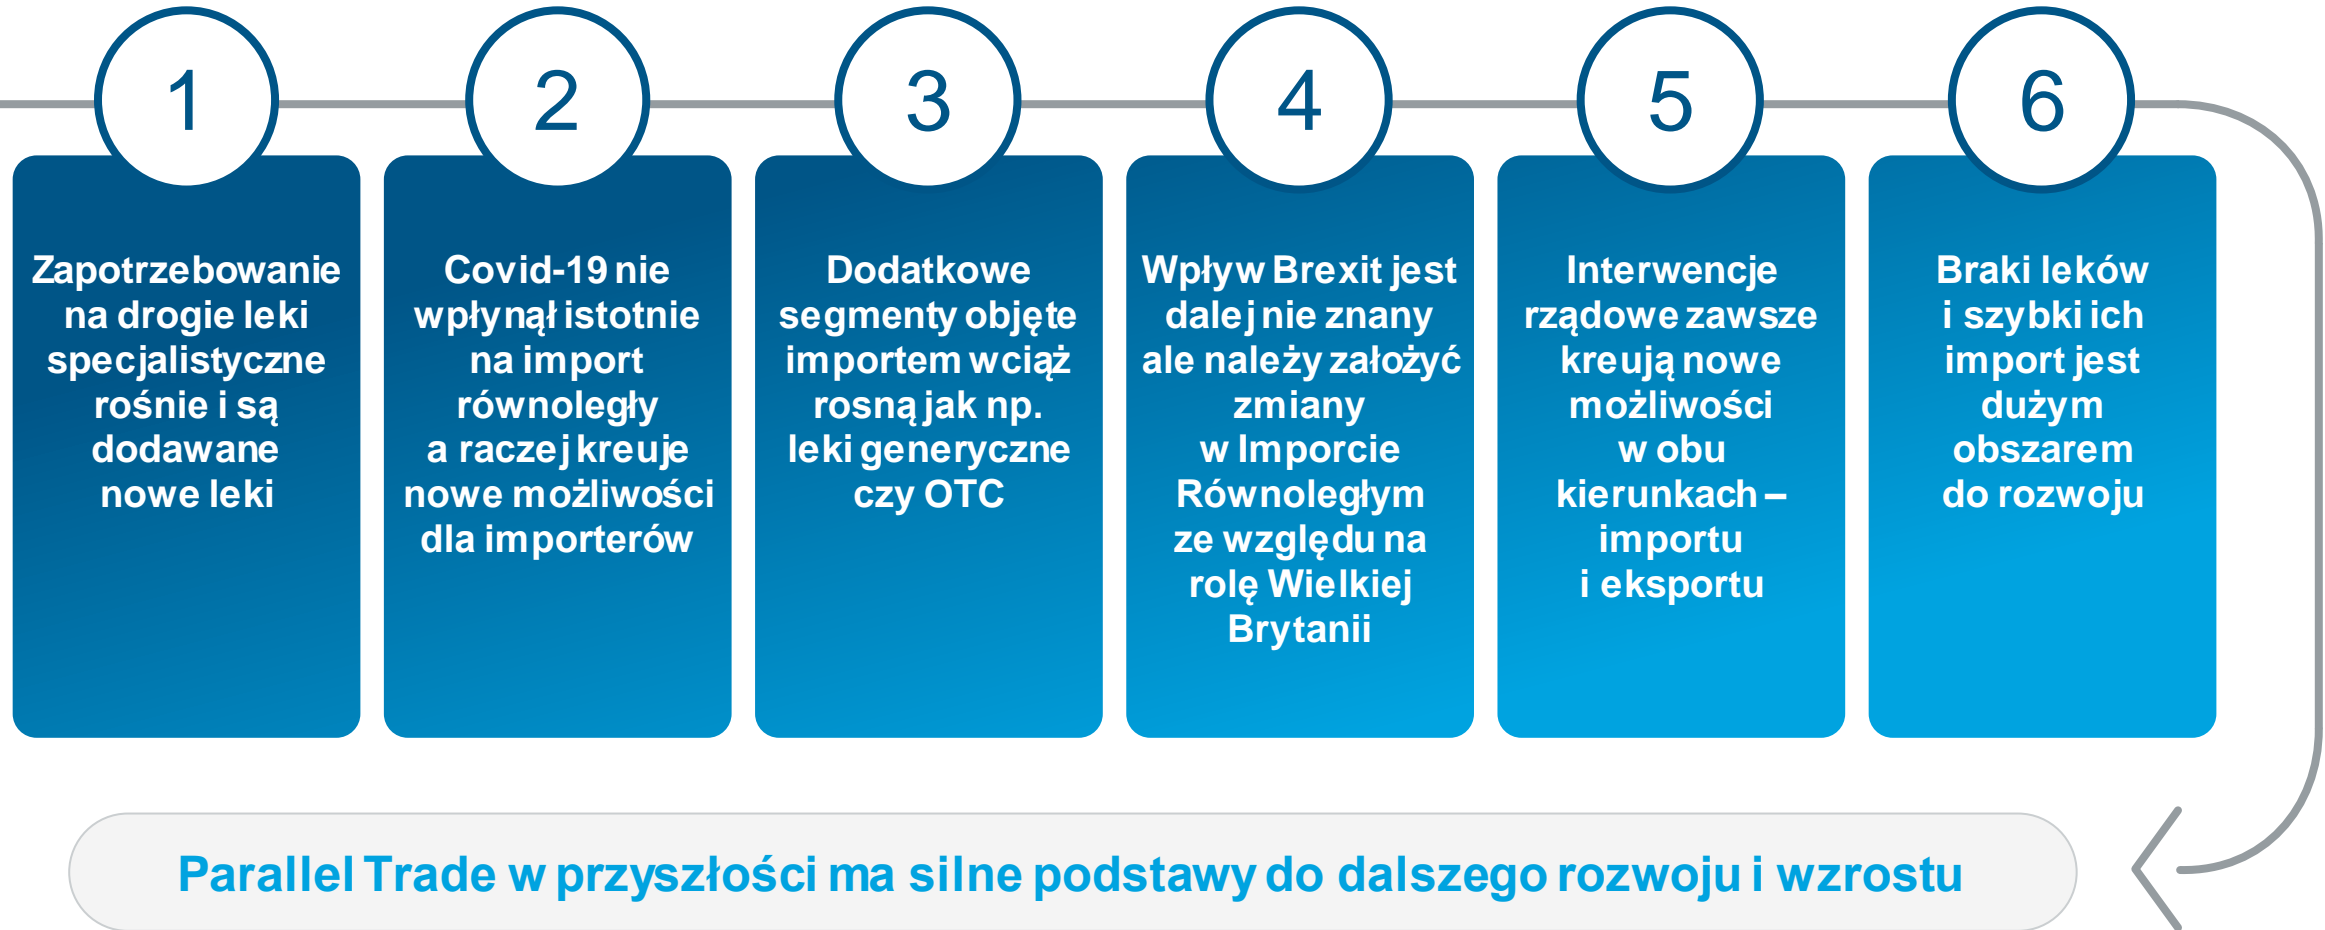 1
Zapotrzebowanie
na drogie leki
specjalistyczne
rośnie i są
dodawane
nowe leki
2
Covid-19 nie
wpłynął istotnie
na import
równoległy
a raczej kreuje
nowe możliwości
dla importerów
3
Dodatkowe
segmenty objęte
importem wciąż
rosną jak np.
leki generyczne
czy OTC
4
Wpływ Brexit jest
dalej nie znany
ale należy założyć
zmiany
w Imporcie
Równoległym
ze względu na
rolę Wielkiej
Brytanii
5
Interwencje
rządowe zawsze
kreują nowe
możliwości
w obu
kierunkach –
importu
i eksportu
6
Braki leków
i szybki ich
import jest
dużym
obszarem
do rozwoju
Parallel Trade w przyszłości ma silne podstawy do dalszego rozwoju i wzrostu